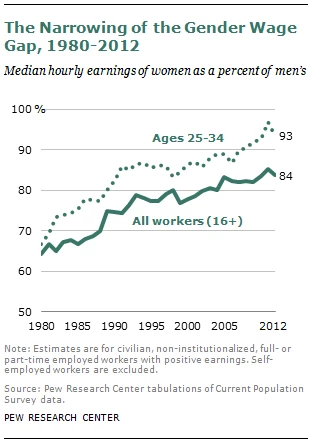 The Narrowing of the Gender Wage
Gap, 1980-2012
Median hourly earnings of women as a percent of men's
100 %
90
80
70
60
50
Ages 25-34
93
84
All workers (16+)
1980 1985 1990 1995 2000 2005 2012
Note: Estimates are for civilian, non-institutionalized, full- or
part-time employed workers with positive earnings. Self-
employed workers are excluded.
Source: Pew Research Center tabulations of Current Population
Survey data.
PEW RESEARCH CENTER